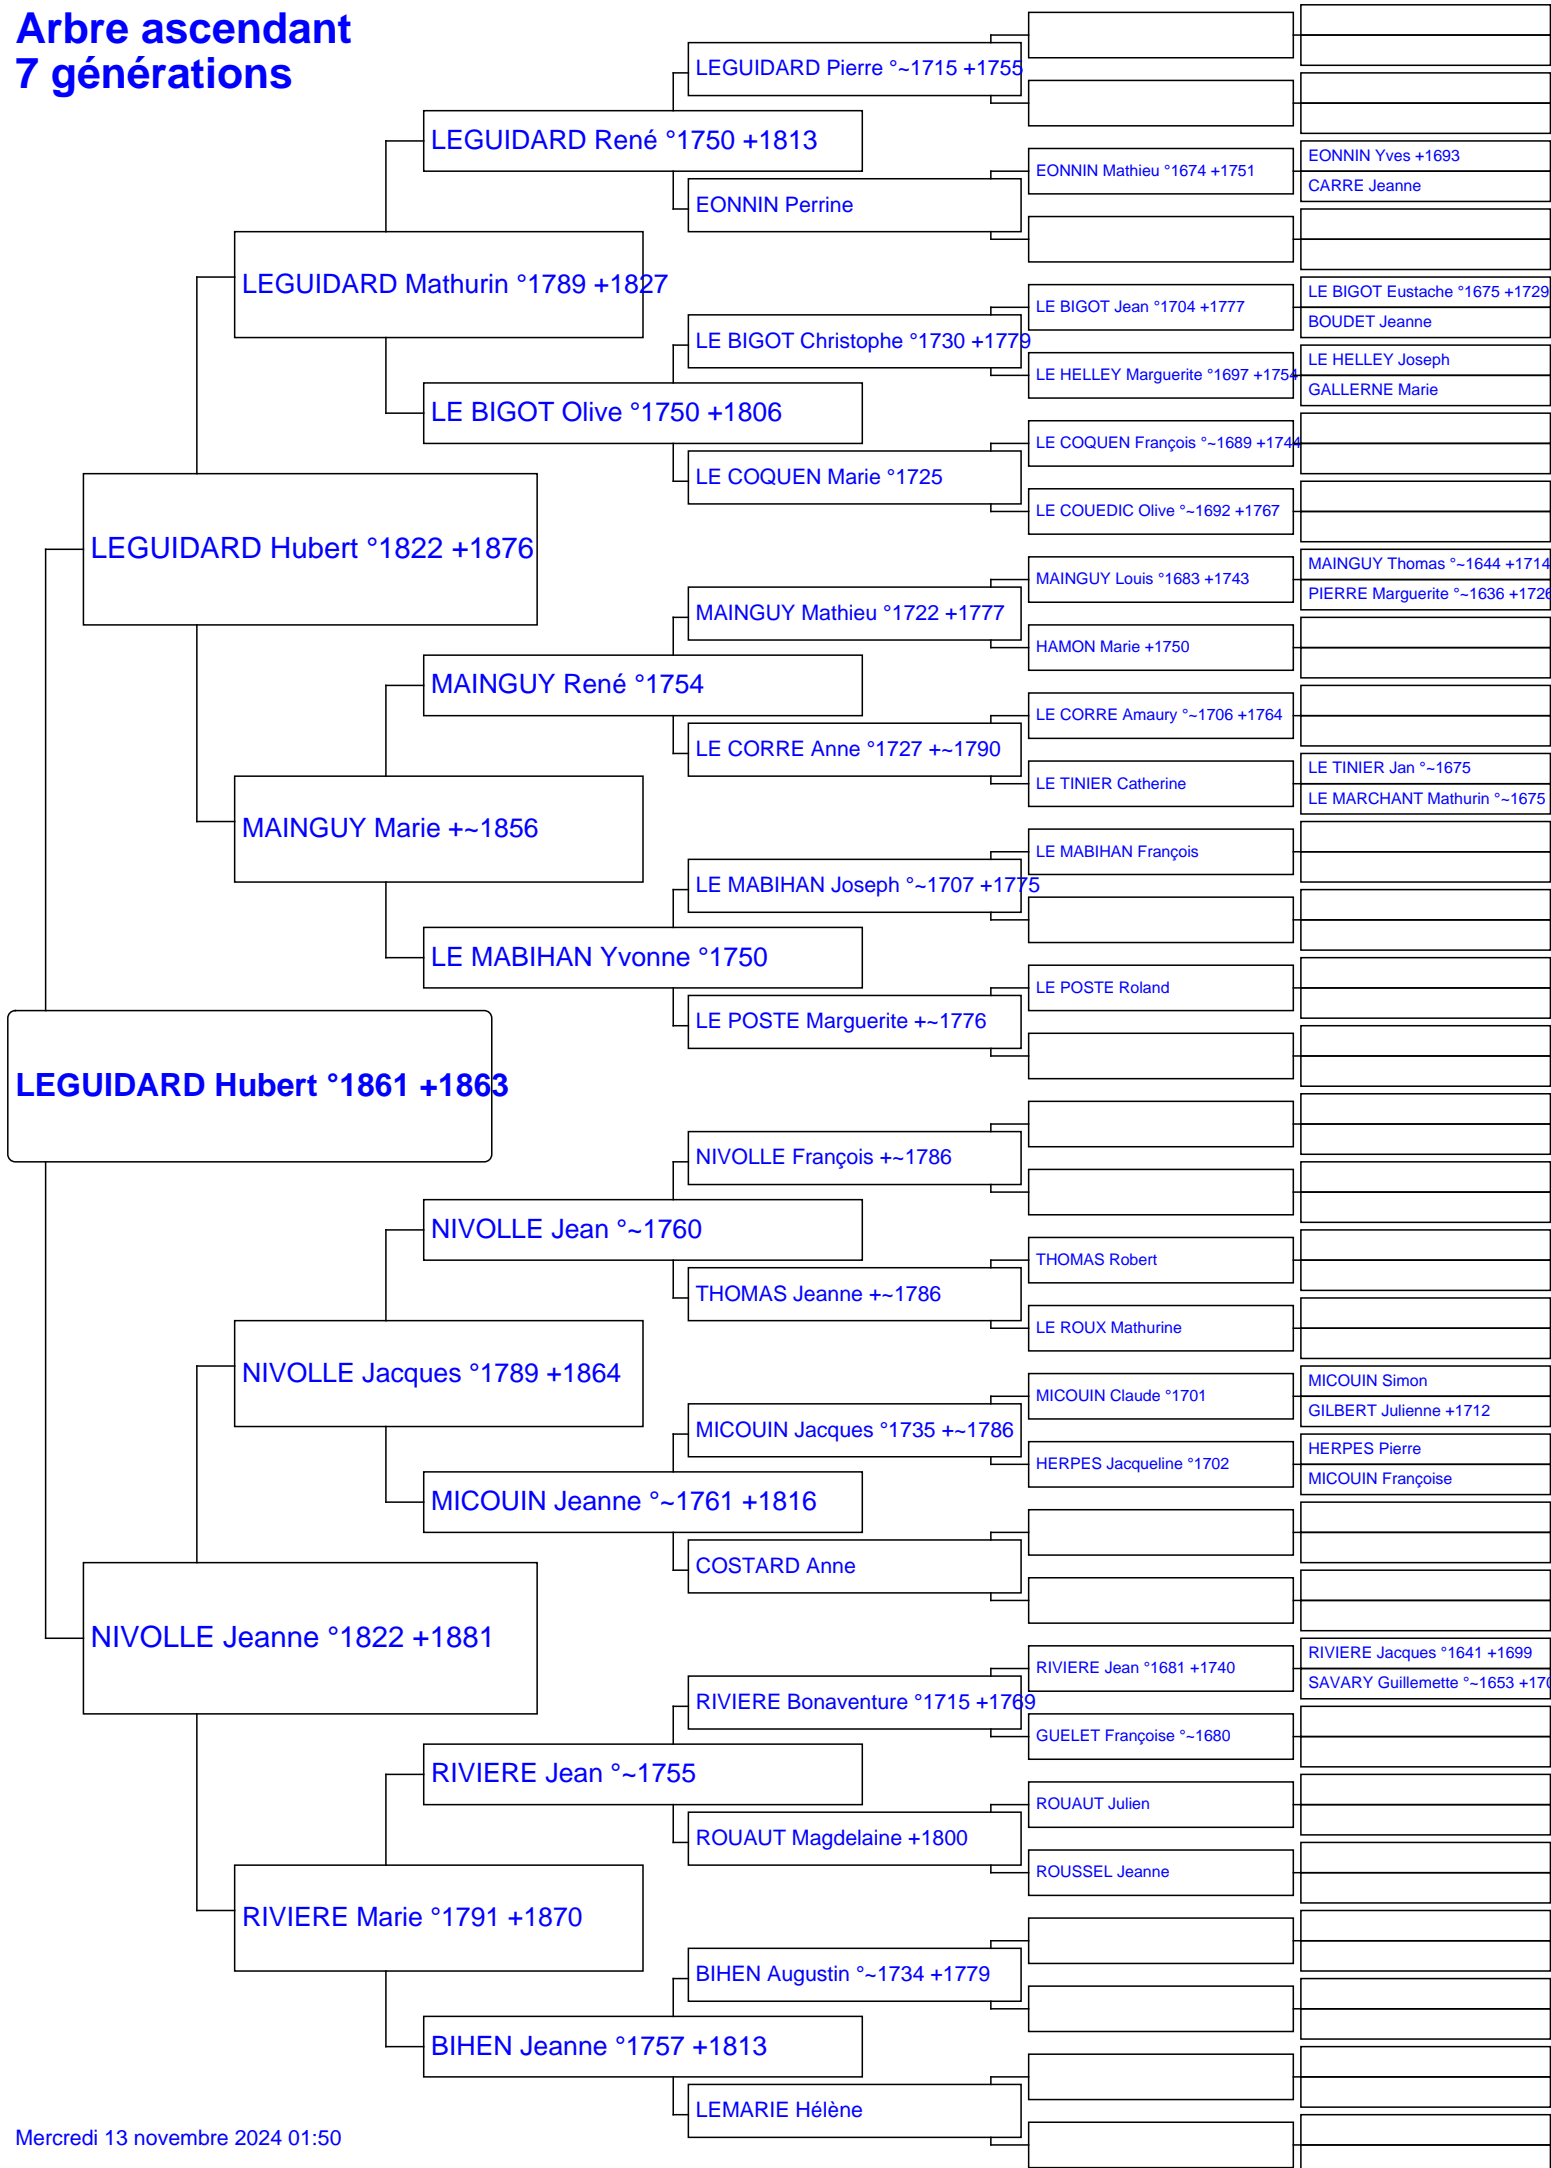 Arbre ascendant
7 générations
LEGUIDARD Hubert °1861 +1863
LEGUIDARD Hubert °1822 +1876
NIVOLLE Jeanne °1822 +1881
LEGUIDARD Mathurin °1789 +1827
MAINGUY Marie +~1856
NIVOLLE Jacques °1789 +1864
RIVIERE Marie °1791 +1870
LEGUIDARD René °1750 +1813
LE BIGOT Olive °1750 +1806
MAINGUY René °1754
LE MABIHAN Yvonne °1750
NIVOLLE Jean °~1760
MICOUIN Jeanne °~1761 +1816
RIVIERE Jean °~1755
BIHEN Jeanne °1757 +1813
LEGUIDARD Pierre °~1715 +1755
EONNIN Perrine
LE BIGOT Christophe °1730 +1779
LE COQUEN Marie °1725
MAINGUY Mathieu °1722 +1777
LE CORRE Anne °1727 +~1790
LE MABIHAN Joseph °~1707 +1775
LE POSTE Marguerite +~1776
NIVOLLE François +~1786
THOMAS Jeanne +~1786
MICOUIN Jacques °1735 +~1786
COSTARD Anne
RIVIERE Bonaventure °1715 +1769
ROUAUT Magdelaine +1800
BIHEN Augustin °~1734 +1779
LEMARIE Hélène
EONNIN Mathieu °1674 +1751
LE BIGOT Jean °1704 +1777
LE HELLEY Marguerite °1697 +1754
LE COQUEN François °~1689 +1744
LE COUEDIC Olive °~1692 +1767
MAINGUY Louis °1683 +1743
HAMON Marie +1750
LE CORRE Amaury °~1706 +1764
LE TINIER Catherine
LE MABIHAN François
LE POSTE Roland
THOMAS Robert
LE ROUX Mathurine
MICOUIN Claude °1701
HERPES Jacqueline °1702
RIVIERE Jean °1681 +1740
GUELET Françoise °~1680
ROUAUT Julien
ROUSSEL Jeanne
EONNIN Yves +1693
CARRE Jeanne
LE BIGOT Eustache °1675 +1729
BOUDET Jeanne
LE HELLEY Joseph
GALLERNE Marie
MAINGUY Thomas °~1644 +1714
PIERRE Marguerite °~1636 +1726
LE TINIER Jan °~1675
LE MARCHANT Mathurin °~1675
MICOUIN Simon
GILBERT Julienne +1712
HERPES Pierre
MICOUIN Françoise
RIVIERE Jacques °1641 +1699
SAVARY Guillemette °~1653
Mercredi 13 novembre 2024 01:50